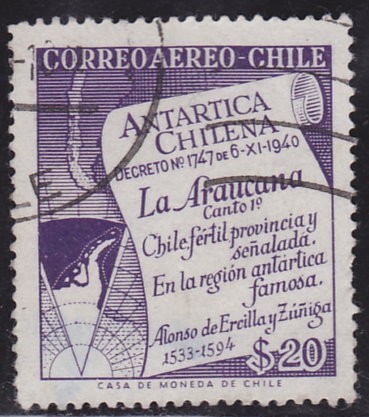 CORREO AEREO - CHILE
ANTARTICA
CHILENA
DECRETO Nº 1747 DE 6-XI-1940
La Araucana
Canto 1º
Chile, fértil provincia y
señalada.
En la región antártica
famosa.
Alonso de Ercilla y Zúñiga
1533-1594
$20
CASA DE MONEDA DE CHILE